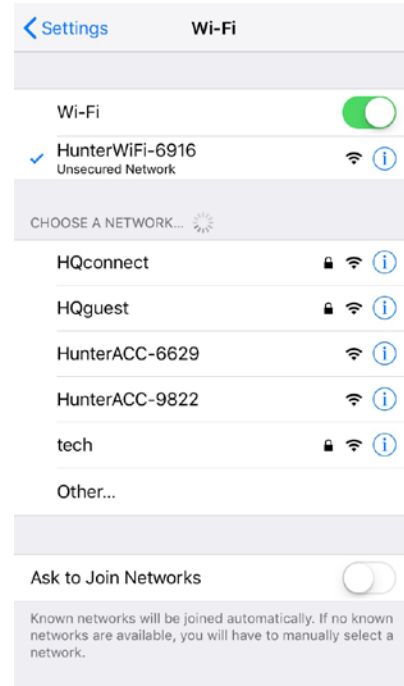 Settings
Wi-Fi
Wi-Fi
HunterWiFi-6916
Unsecured Network
CHOOSE A NETWORK...
HQconnect
HQguest
HunterACC-6629
HunterACC-9822
tech
Other...
Ask to Join Networks
Known networks will be joined automatically. If no known
networks are available, you will have to manually select a
network.